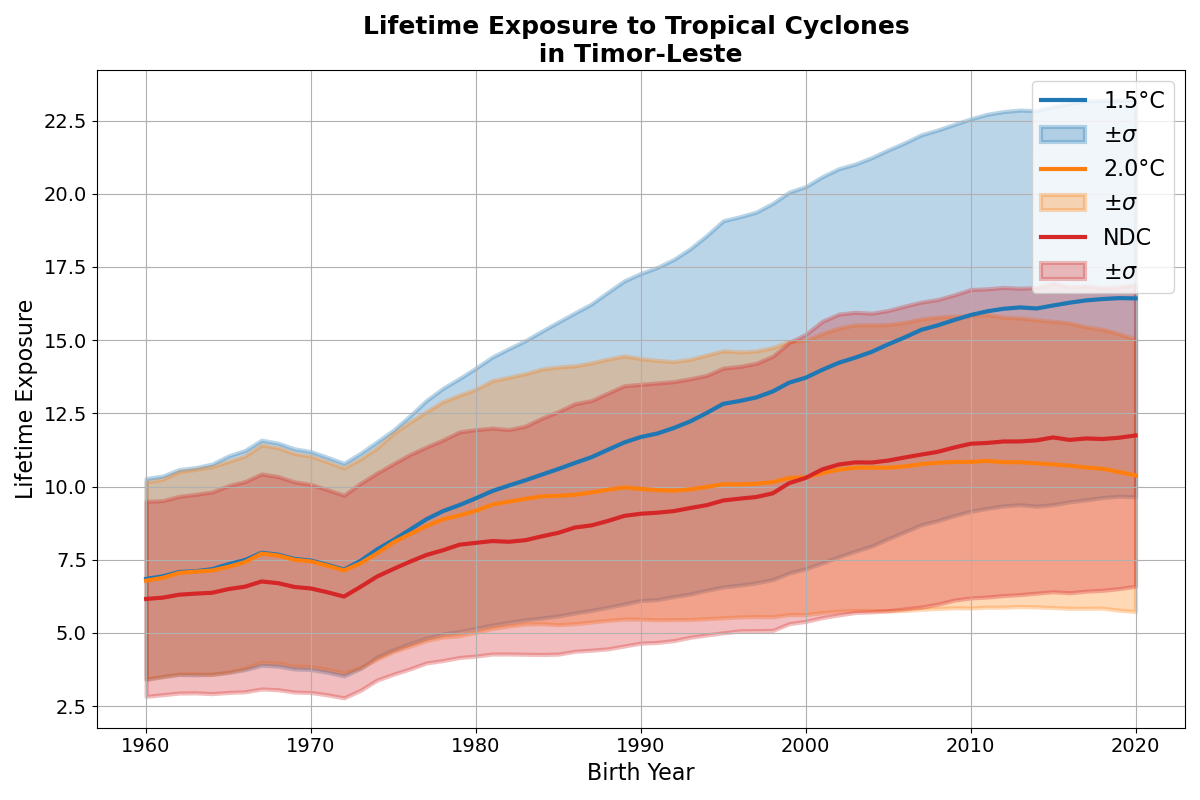 Lifetime Exposure to Tropical Cyclones
in Timor-Leste
22.5
20.0
17.5
15.0
12.5
10.0
7.5
5.0
2.5
Lifetime Exposure
1960
1970
1980
1990
2000
2010
2020
Birth Year
1.5°C
±σ
2.0°C
±σ
NDC
±σ